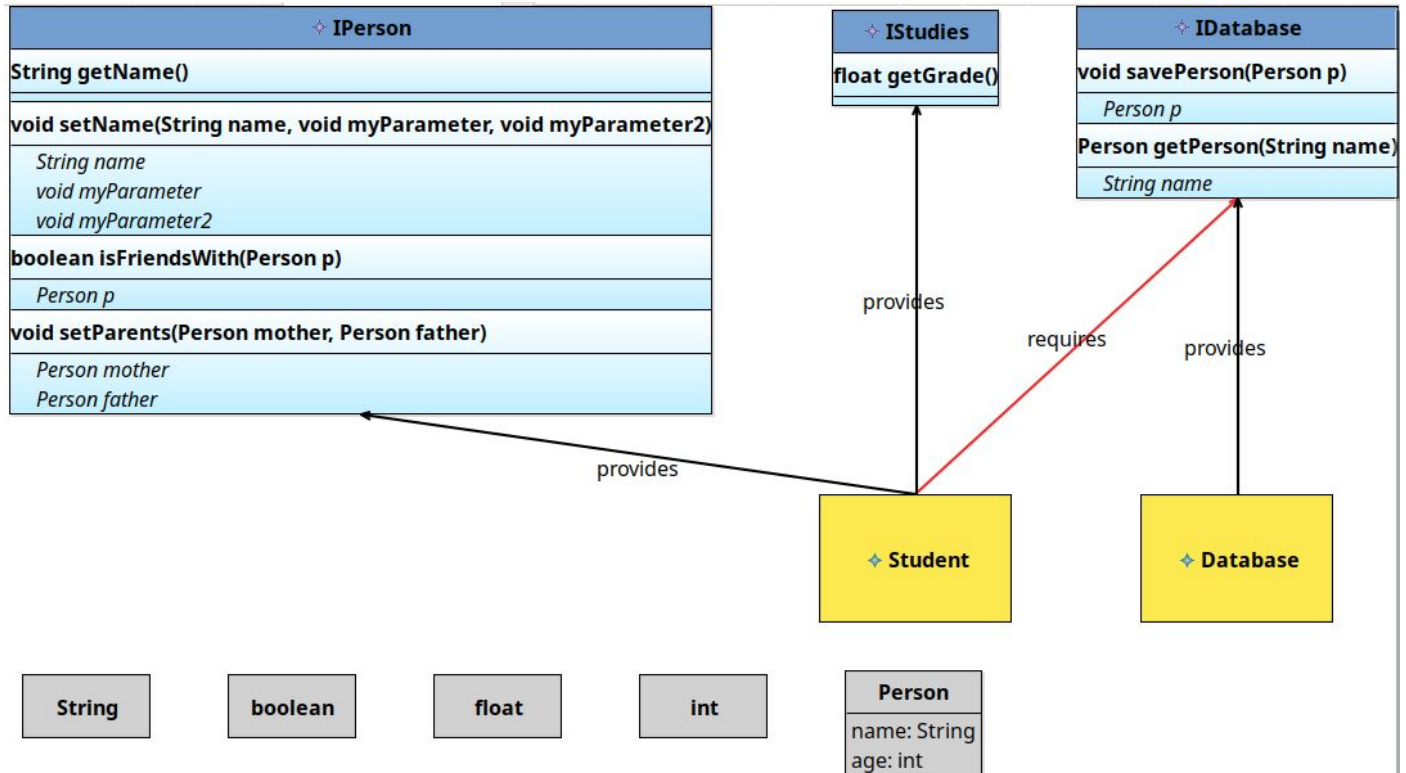 IPerson
String getName()
void setName(String name, void myParameter, void myParameter2)
String name
void myParameter
void myParameter2
boolean isFriendsWith(Person p)
Person p
void setParents(Person mother, Person father)
Person mother
Person father
IStudies
float getGrade()
IDatabase
void savePerson(Person p)
Person p
Person getPerson(String name)
String name
provides
requires
provides
provides
Student
Database
String
boolean
float
int
Person
name: String
age: int